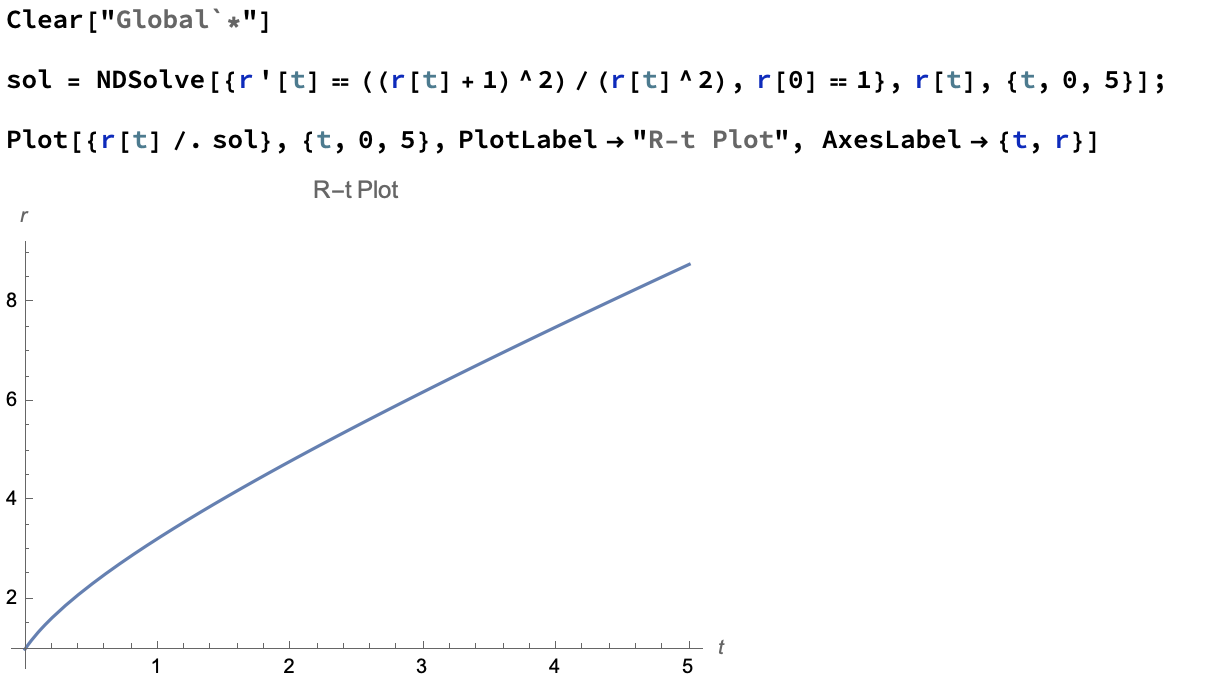 Clear["Global`*"]
sol = NDSolve[{r'[t] == ((r[t] + 1)^2) / (r[t]^2), r[0] == 1}, r[t], {t, 0, 5}];
Plot[{r[t] /. sol}, {t, 0, 5}, PlotLabel → "R-t Plot", AxesLabel → {t, r}]
R–t Plot
r
8
6
4
2
1 2 3 4 5 t